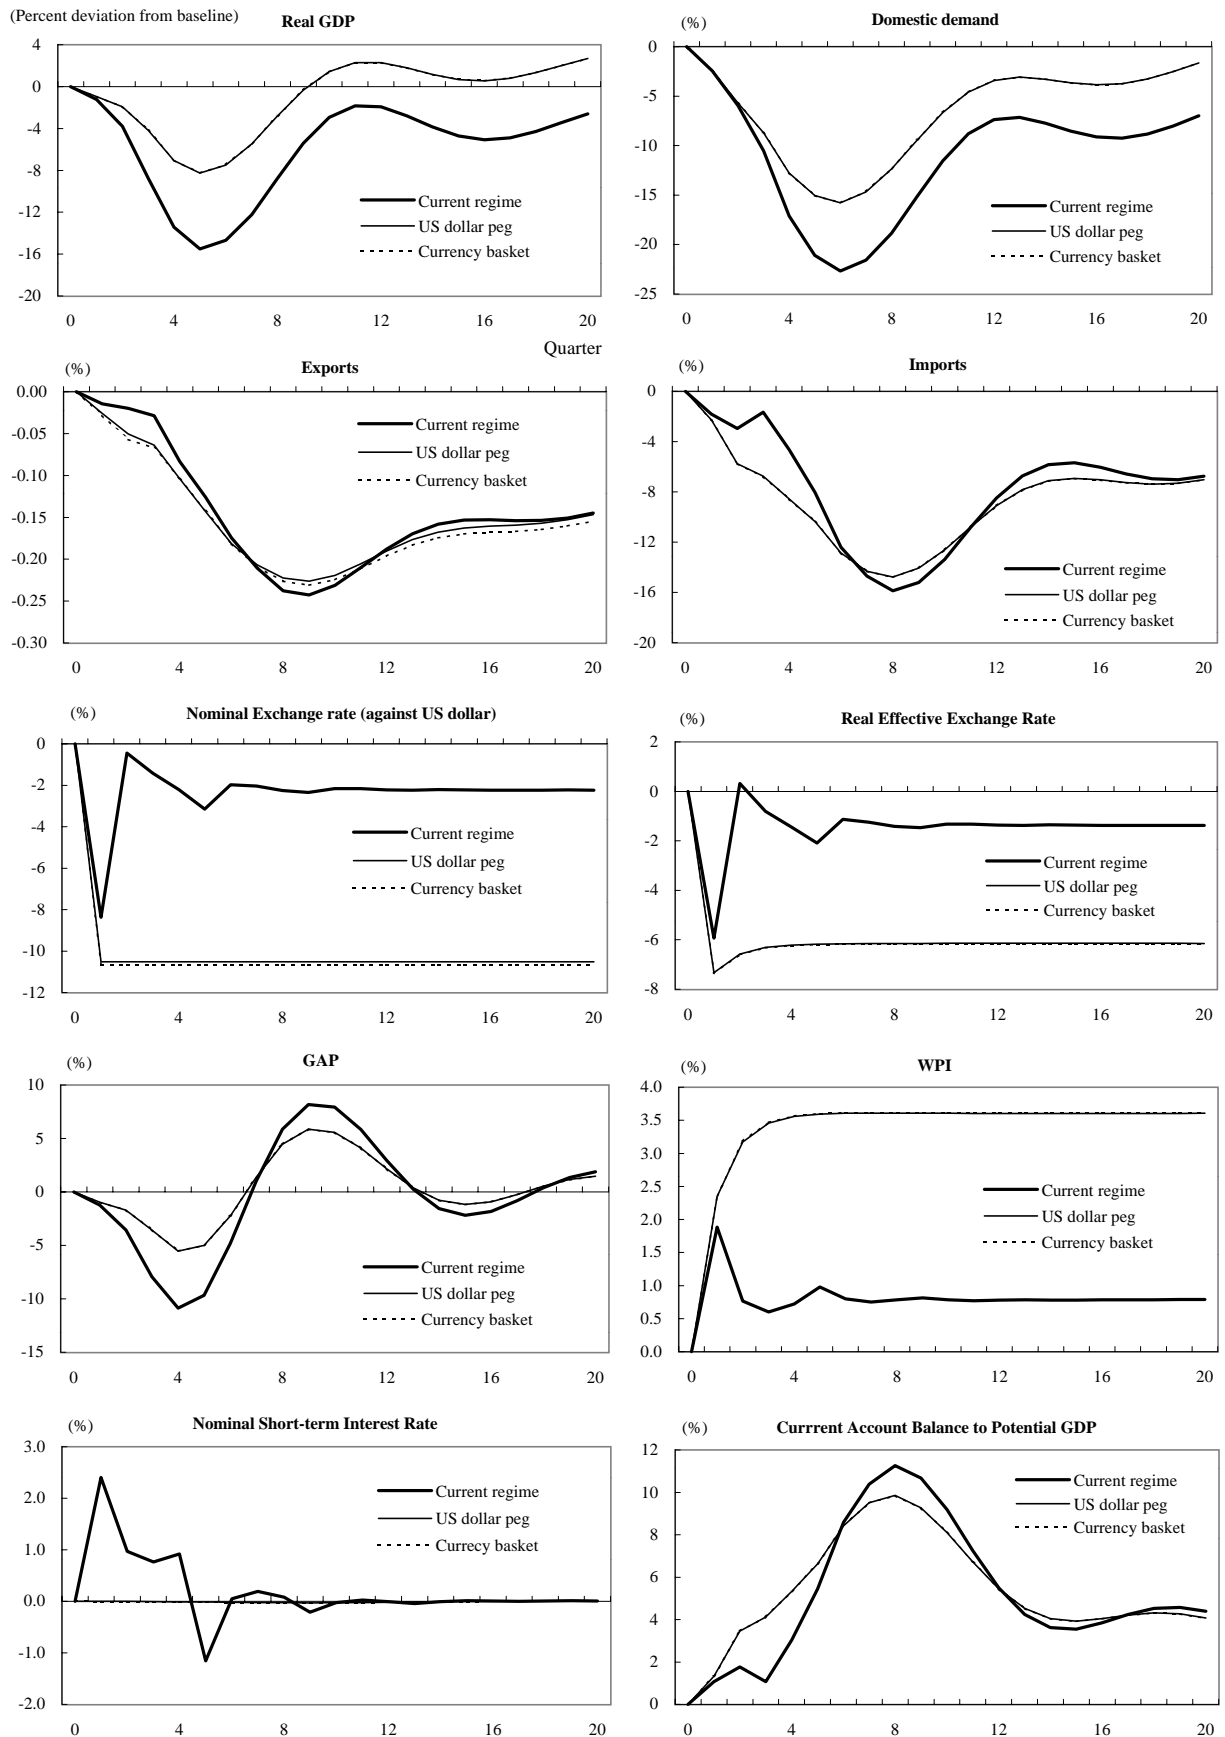 (Percent deviation from baseline)
Real GDP
4
0
-4
-8
-12
-16
-20
Current regime
US dollar peg
Currency basket
0 4 8 12 16 20
Quarter
(%)
Domestic demand
0
-5
-10
-15
-20
-25
Current regime
US dollar peg
Currency basket
0 4 8 12 16 20
(%)
Exports
0.00
-0.05
-0.10
-0.15
-0.20
-0.25
-0.30
Current regime
US dollar peg
Currency basket
0 4 8 12 16 20
(%)
Imports
0
-4
-8
-12
-16
-20
Current regime
US dollar peg
Currency basket
0 4 8 12 16 20
(%)
Nominal Exchange rate (against US dollar)
0
-2
-4
-6
-8
-10
-12
Current regime
US dollar peg
Currency basket
0 4 8 12 16 20
(%)
Real Effective Exchange Rate
2
0
-2
-4
-6
-8
Current regime
US dollar peg
Currency basket
0 4 8 12 16 20
(%)
GAP
10
5
0
-5
-10
-15
Current regime
US dollar peg
Currency basket
0 4 8 12 16 20
(%)
WPI
4.0
3.5
3.0
2.5
2.0
1.5
1.0
0.5
0.0
Current regime
US dollar peg
Currency basket
0 4 8 12 16 20
(%)
Nominal Short-term Interest Rate
3.0
2.0
1.0
0.0
-1.0
-2.0
Current regime
US dollar peg
Currecy basket
0 4 8 12 16 20
(%)
Currrent Account Balance to Potential GDP
12
10
8
6
4
2
0
Current regime
US dollar peg
Currency basket
0 4 8 12 16 20